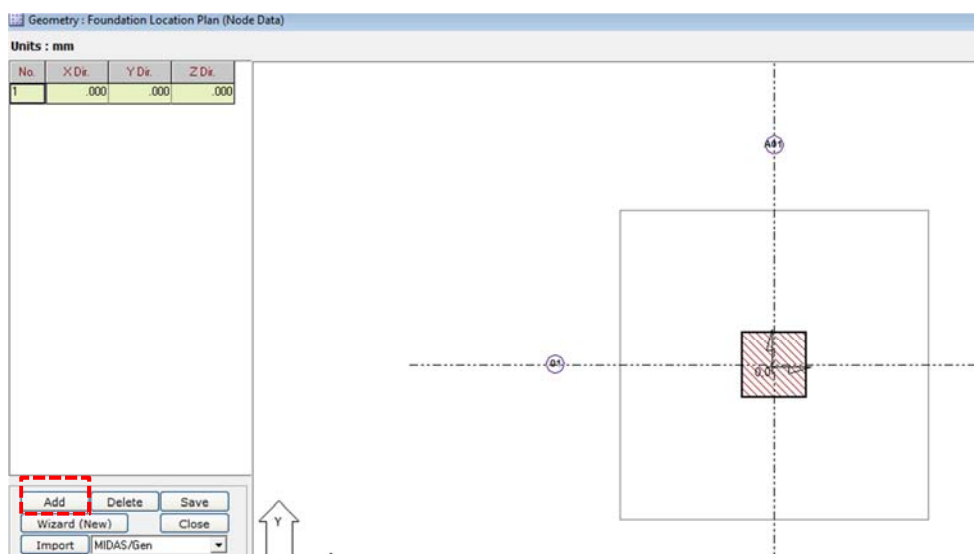 Geometry : Foundation Location Plan (Node Data)
Units : mm
No. X Dir. Y Dir. Z Dir.
1 .000 .000 .000
A01
01
0,0
Add Delete Save
Wizard (New) Close
Import MIDAS/Gen
Y